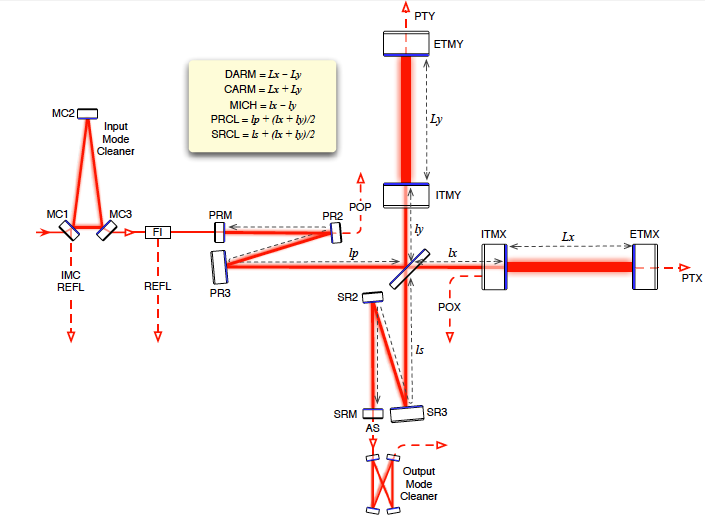 PTY
ETMY
DARM = Lx − Ly
CARM = Lx + Ly
MICH = lx − ly
PRCL = lp + (lx + ly)/2
SRCL = ls + (lx + ly)/2
MC2
Input
Mode
Cleaner
Ly
ITMY
MC1
MC3
FI
PRM
PR2
POP
ly
ITMX
Lx
ETMX
lp
lx
PTX
IMC
REFL
REFL
PR3
SR2
POX
ls
SRM
SR3
AS
Output
Mode
Cleaner